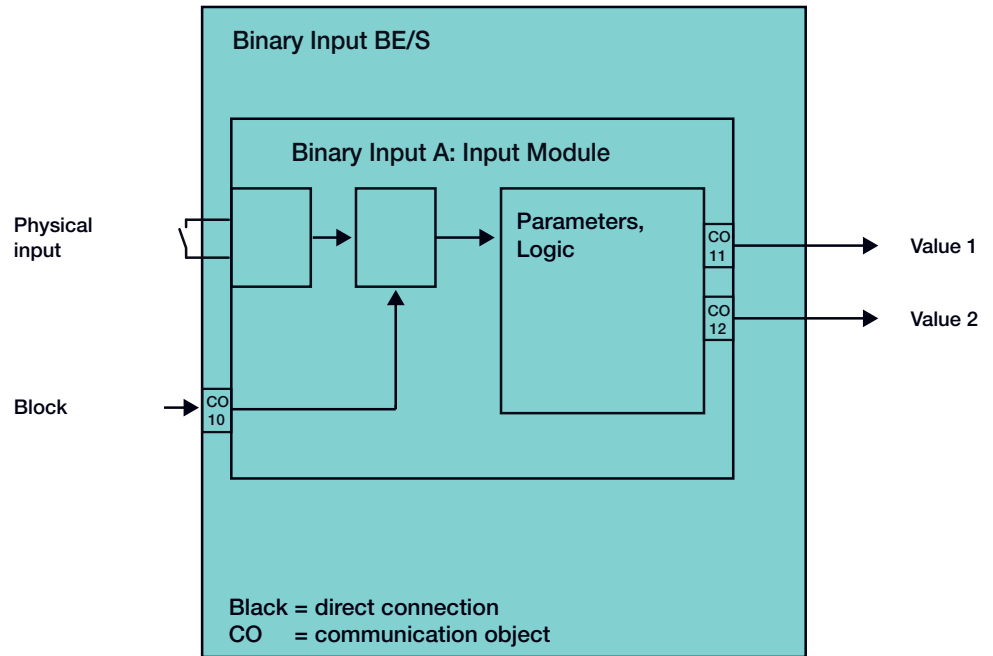 Binary Input BE/S
Binary Input A: Input Module
Physical
input
Parameters,
Logic
CO
11
Value 1
CO
12
Value 2
Block
CO
10
Black = direct connection
CO = communication object